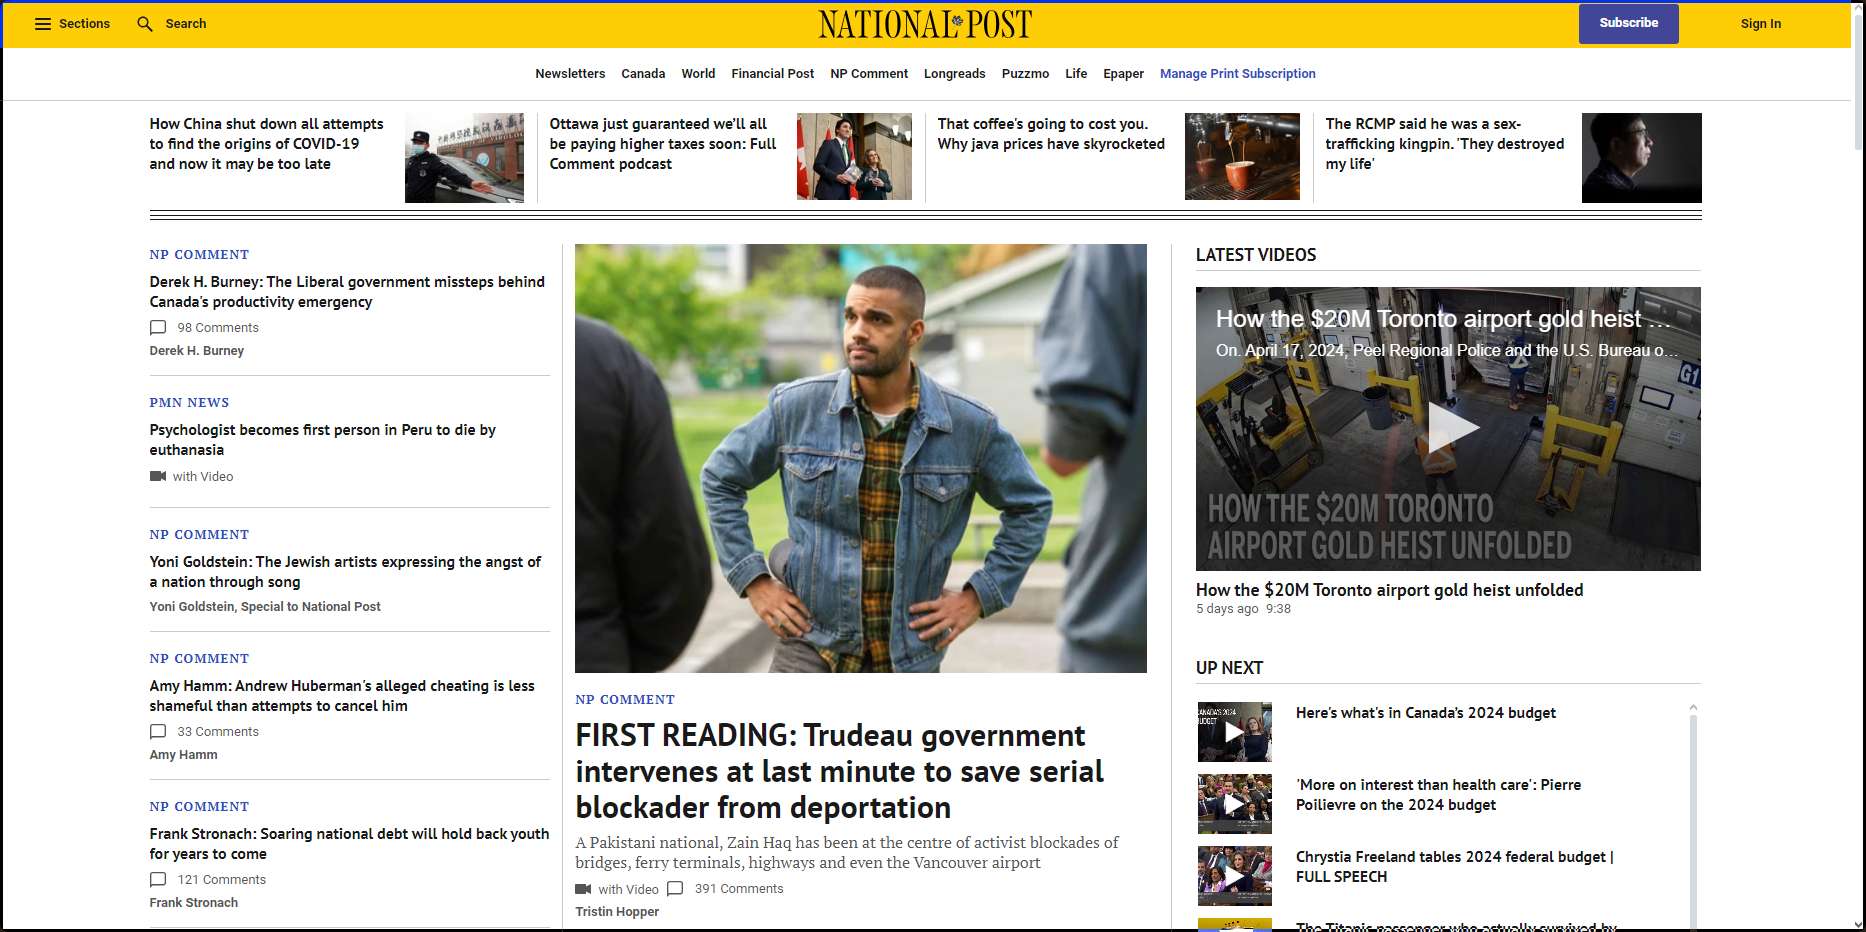 Sections
Search
NATIONAL POST
Subscribe
Sign In
Newsletters
Canada
World
Financial Post
NP Comment
Longreads
Puzzmo
Life
Epaper
Manage Print Subscription
How China shut down all attempts
to find the origins of COVID-19
and now it may be too late
Ottawa just guaranteed we’ll all
be paying higher taxes soon: Full
Comment podcast
That coffee's going to cost you.
Why java prices have skyrocketed
The RCMP said he was a sex-
trafficking kingpin. 'They destroyed
my life'
NP COMMENT
Derek H. Burney: The Liberal government missteps behind
Canada's productivity emergency
98 Comments
Derek H. Burney
PMN NEWS
Psychologist becomes first person in Peru to die by
euthanasia
with Video
NP COMMENT
Yoni Goldstein: The Jewish artists expressing the angst of
a nation through song
Yoni Goldstein, Special to National Post
NP COMMENT
Amy Hamm: Andrew Huberman's alleged cheating is less
shameful than attempts to cancel him
33 Comments
Amy Hamm
NP COMMENT
Frank Stronach: Soaring national debt will hold back youth
for years to come
121 Comments
Frank Stronach
NP COMMENT
FIRST READING: Trudeau government
intervenes at last minute to save serial
blockader from deportation
A Pakistani national, Zain Haq has been at the centre of activist blockades of
bridges, ferry terminals, highways and even the Vancouver airport
with Video
391 Comments
Tristin Hopper
LATEST VIDEOS
How the $20M Toronto airport gold heist …
On. April 17, 2024, Peel Regional Police and the U.S. Bureau o…
G1
HOW THE $20M TORONTO
AIRPORT GOLD HEIST UNFOLDED
How the $20M Toronto airport gold heist unfolded
5 days ago 9:38
UP NEXT
CANADA'S 2024
BUDGET
Here's what's in Canada’s 2024 budget
'More on interest than health care': Pierre
Poilievre on the 2024 budget
Chrystia Freeland tables 2024 federal budget |
FULL SPEECH
The Titanic passenger who actually survived by